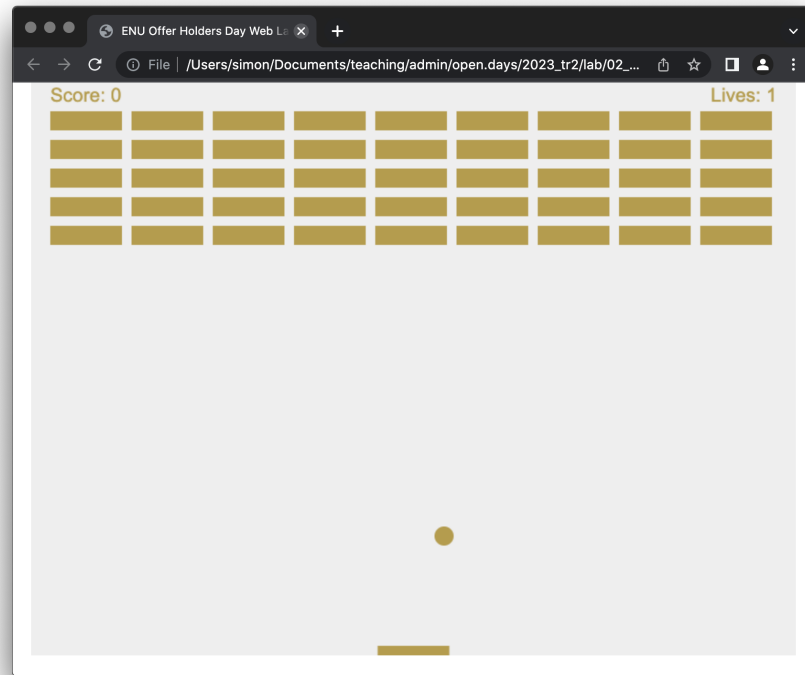 ENU Offer Holders Day Web La
File | /Users/simon/Documents/teaching/admin/open.days/2023_tr2/lab/02_...
Score: 0 Lives: 1